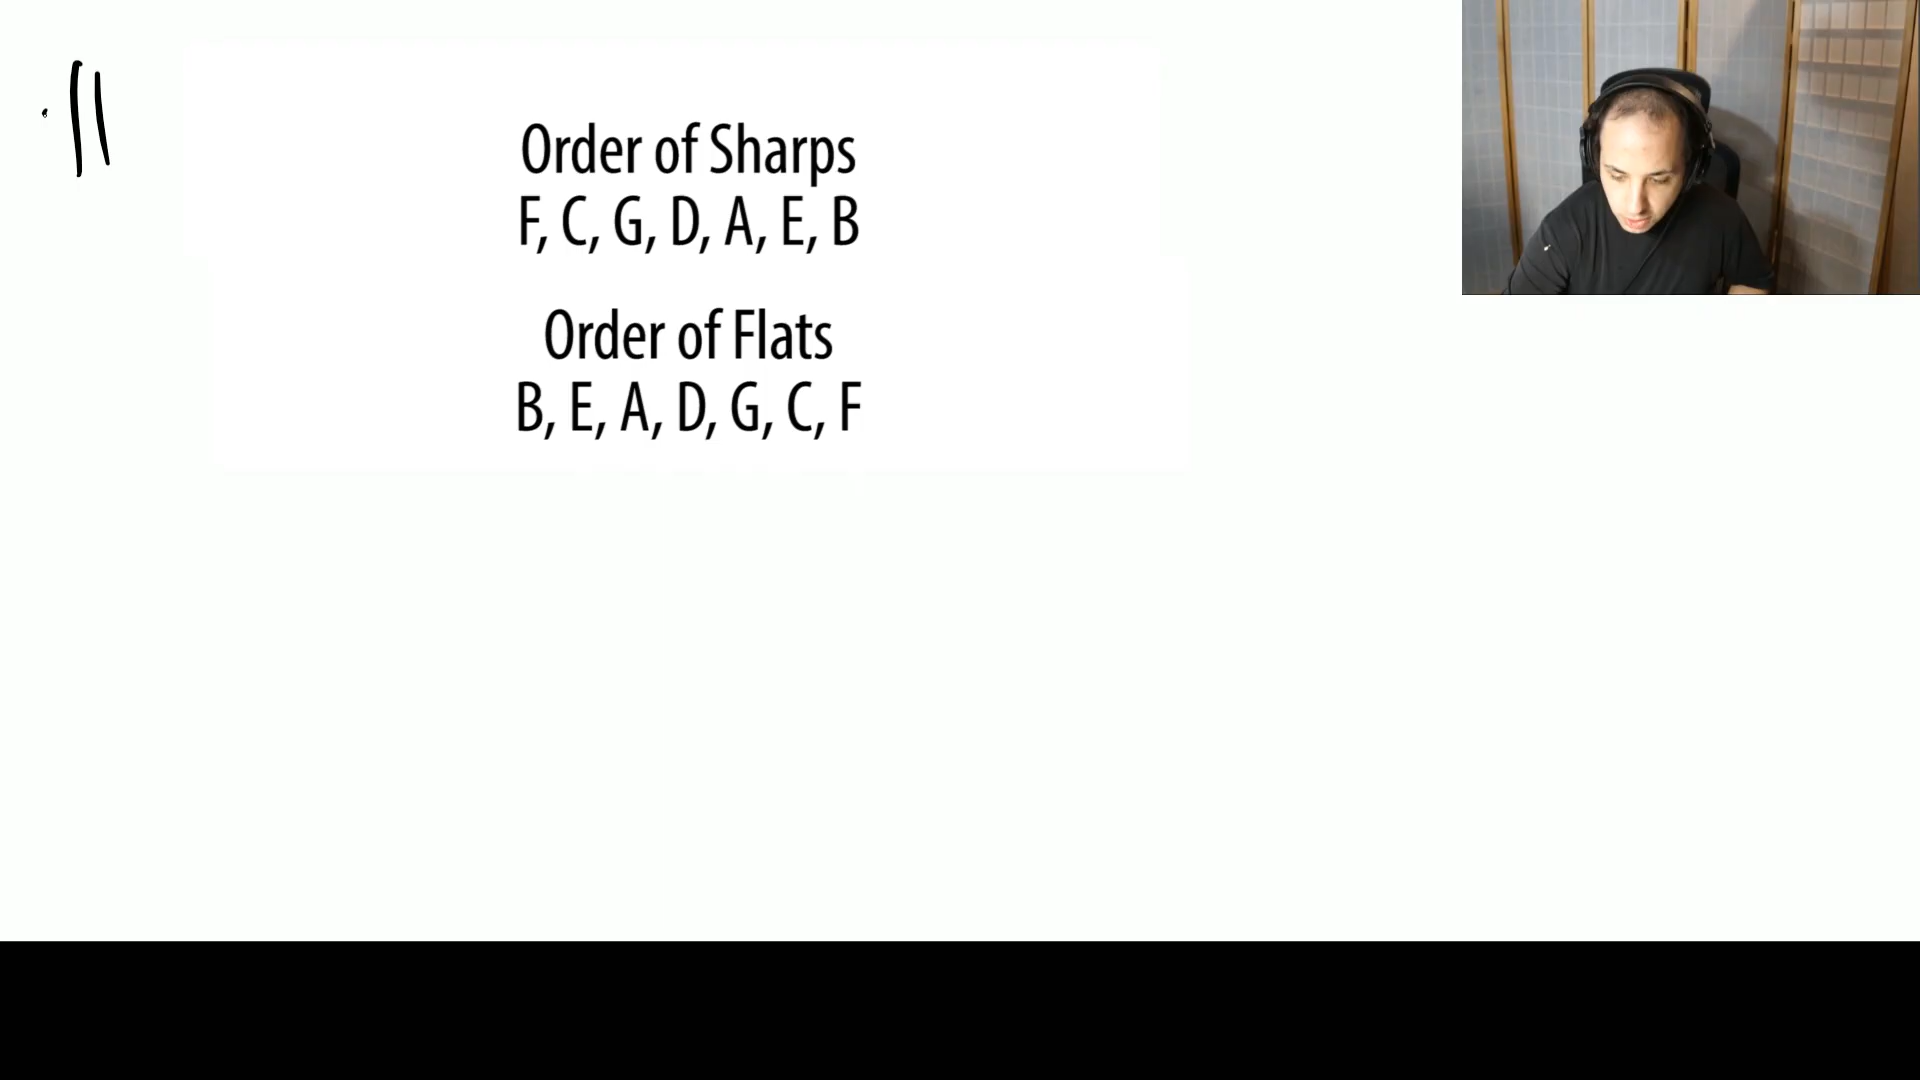 Order of Sharps
F, C, G, D, A, E, B
Order of Flats
B, E, A, D, G, C, F